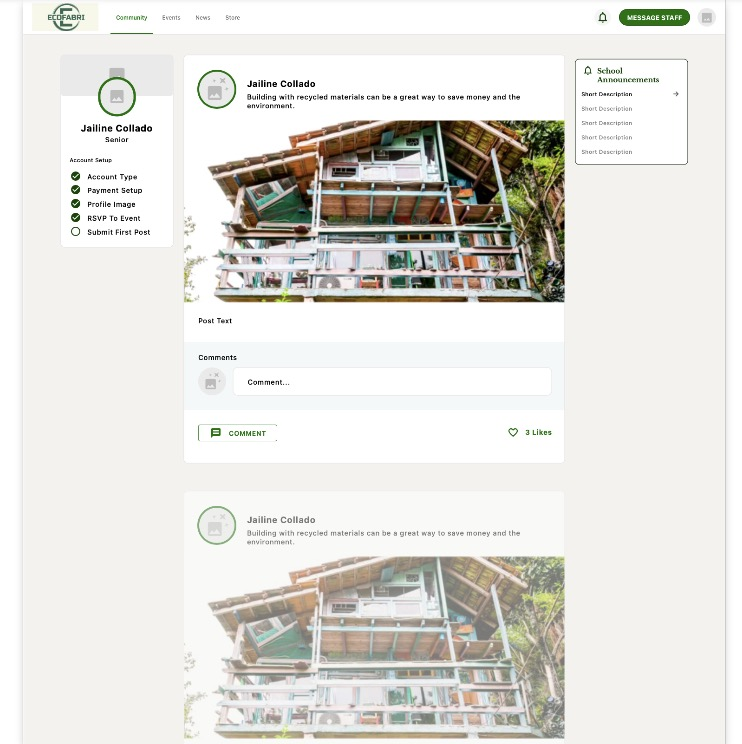 ECOFABRI
Community
Events
News
Store
MESSAGE STAFF
Jailine Collado
Senior
Account Setup
Account Type
Payment Setup
Profile Image
RSVP To Event
Submit First Post
Jailine Collado
Building with recycled materials can be a great way to save money and the
environment.
Post Text
Comments
Comment...
COMMENT
3 Likes
School
Announcements
Short Description
Short Description
Short Description
Short Description
Short Description
Jailine Collado
Building with recycled materials can be a great way to save money and the
environment.